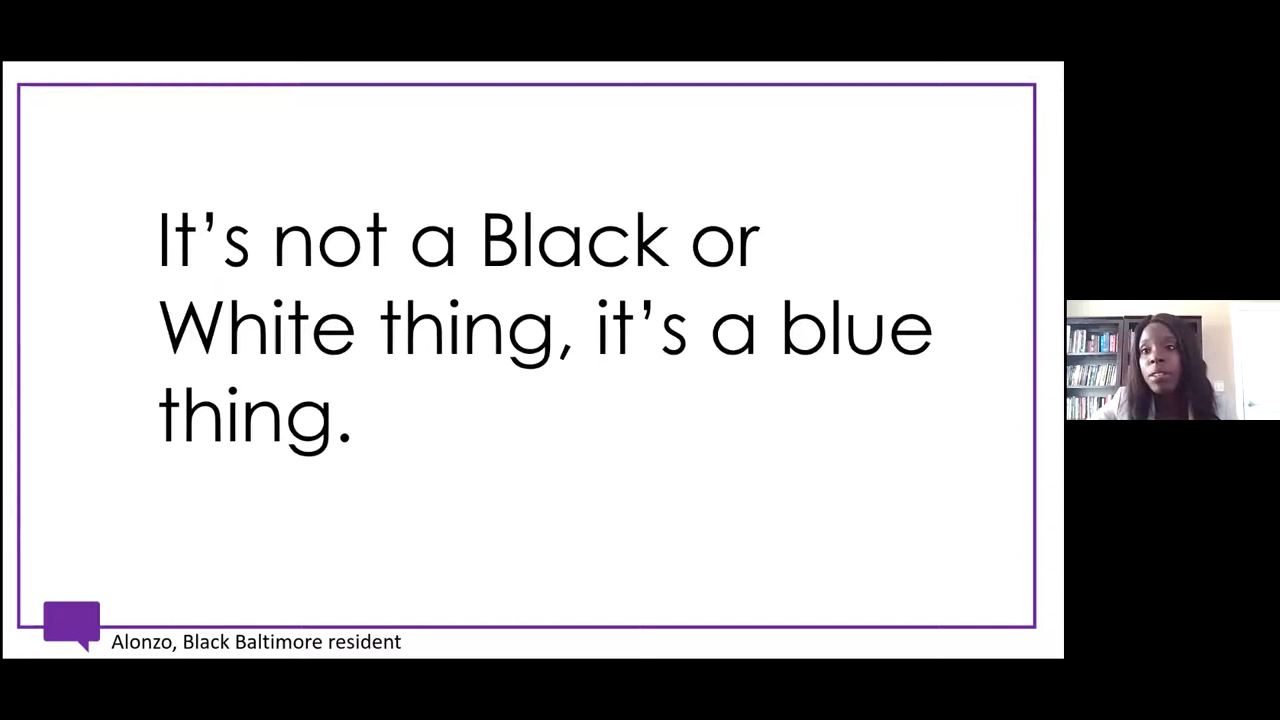 It’s not a Black or
White thing, it’s a blue
thing.
Alonzo, Black Baltimore resident